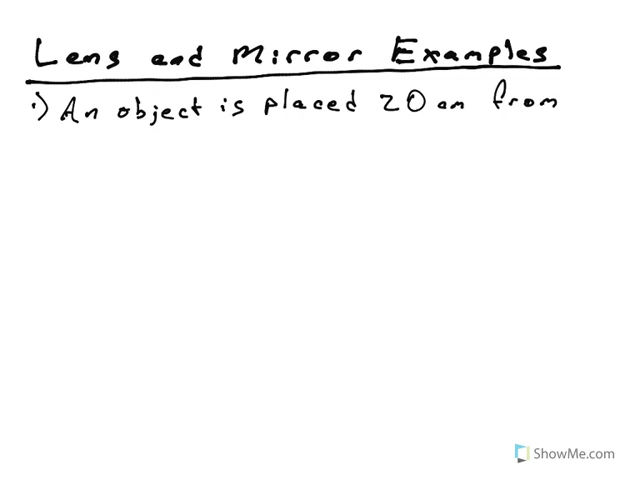 Lens and Mirror Examples
1) An object is placed 20 cm from
ShowMe.com